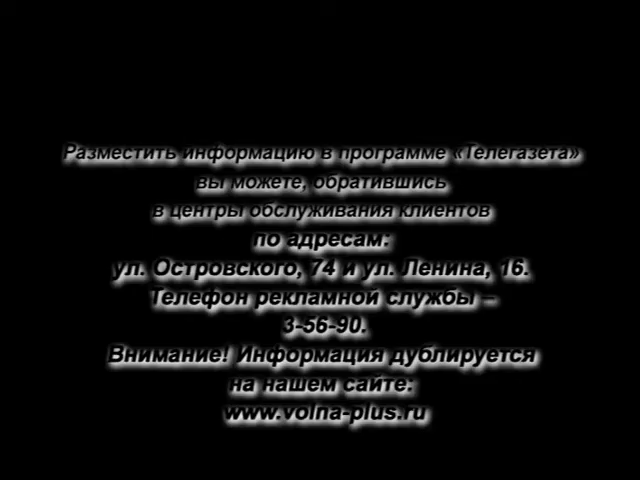 Разместить информацию в программе «Телегазета»
вы можете, обратившись
в центры обслуживания клиентов
по адресам:
ул. Островского, 74 и ул. Ленина, 16.
Телефон рекламной службы –
3-56-90.
Внимание! Информация дублируется
на нашем сайте:
www.volna-plus.ru